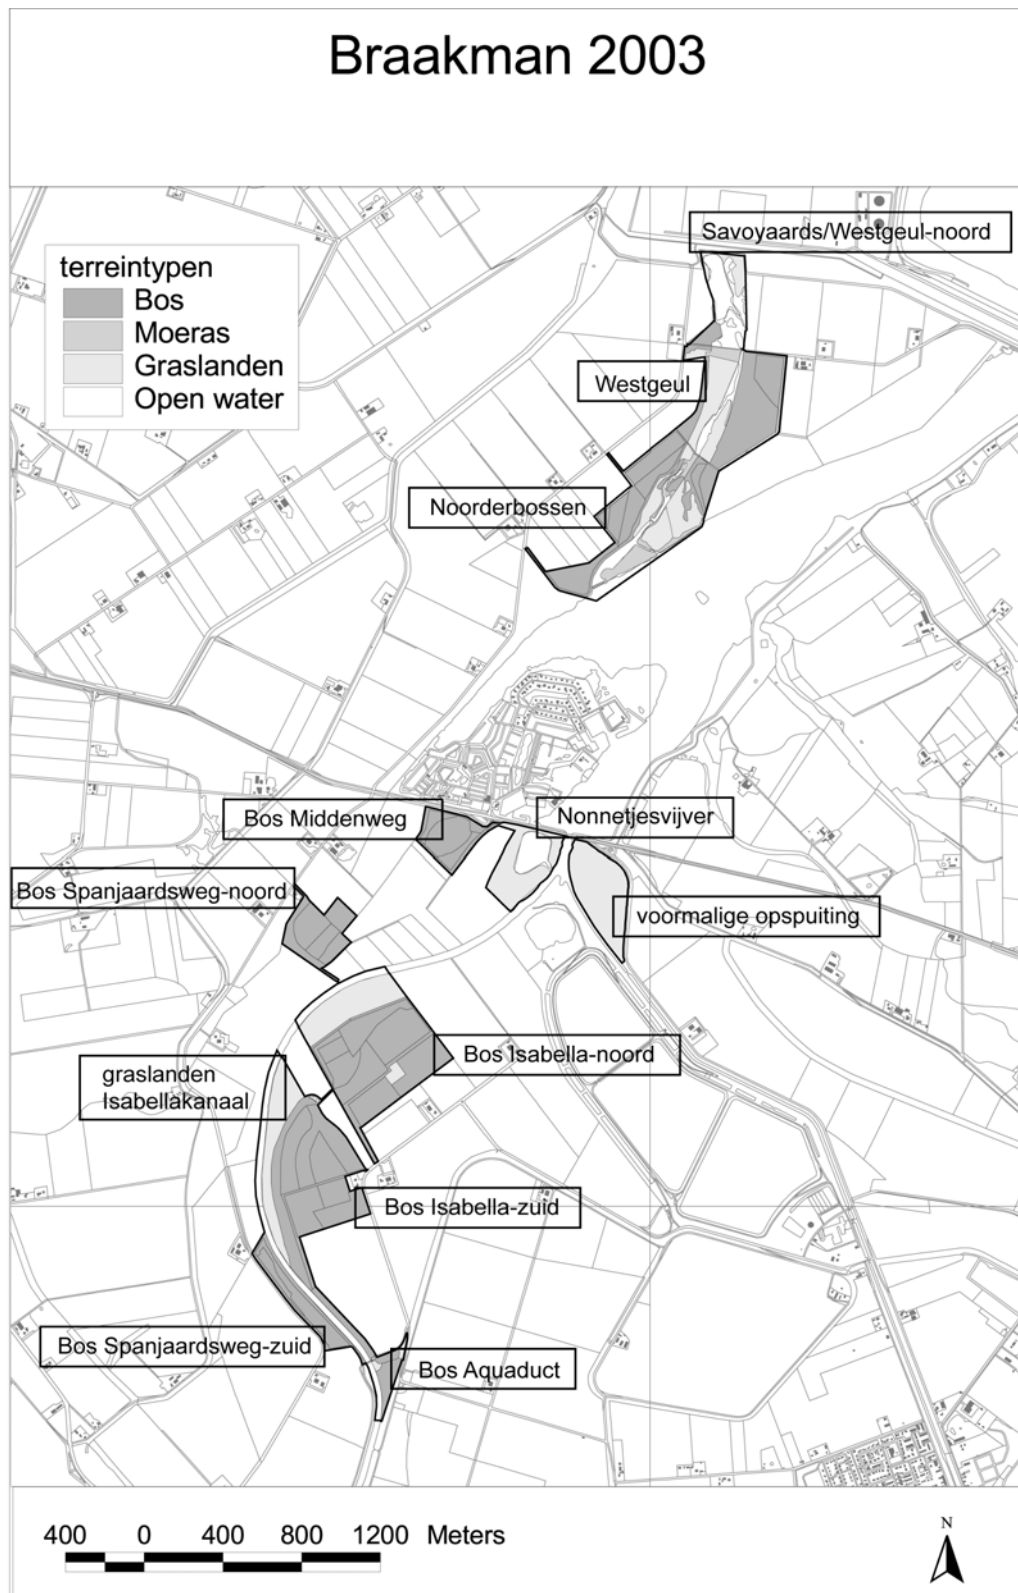 Braakman 2003
Savoyaards/Westgeul-noord
terreintypen
Bos
Moeras
Graslanden
Open water
Westgeul
Noorderbossen
Bos Middenweg
Nonnetjesvijver
Bos Spanjaardsweg-noord
voormalige opspuiting
Bos Isabella-noord
graslanden
Isabellakanaal
Bos Isabella-zuid
Bos Spanjaardsweg-zuid
Bos Aquaduct
400 0 400 800 1200 Meters
N